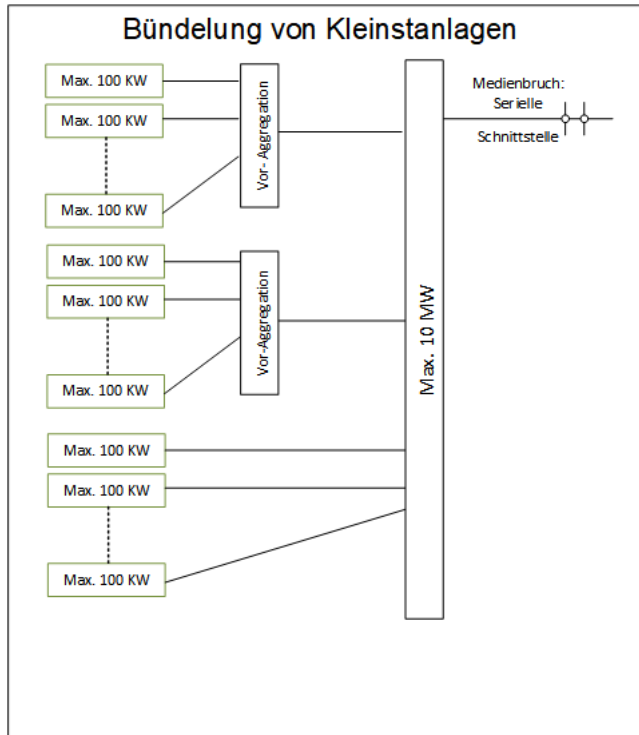 Bündelung von Kleinstanlagen
Max. 100 KW
Max. 100 KW
Max. 100 KW
Vor- Aggregation
Max. 100 KW
Max. 100 KW
Max. 100 KW
Vor-Aggregation
Max. 100 KW
Max. 100 KW
Max. 100 KW
Max. 10 MW
Medienbruch:
Serielle
Schnittstelle